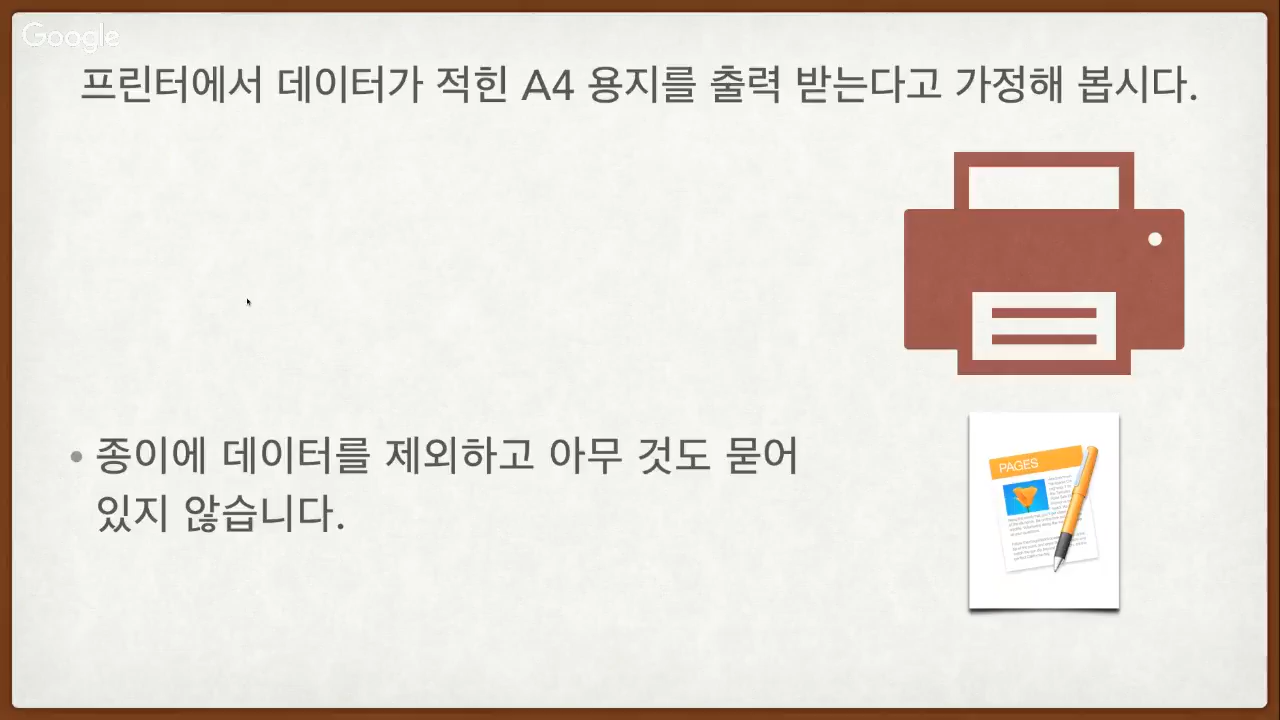 Google
프린터에서 데이터가 적힌 A4 용지를 출력 받는다고 가정해 봅시다.
• 종이에 데이터를 제외하고 아무 것도 묻어
있지 않습니다.
PAGES